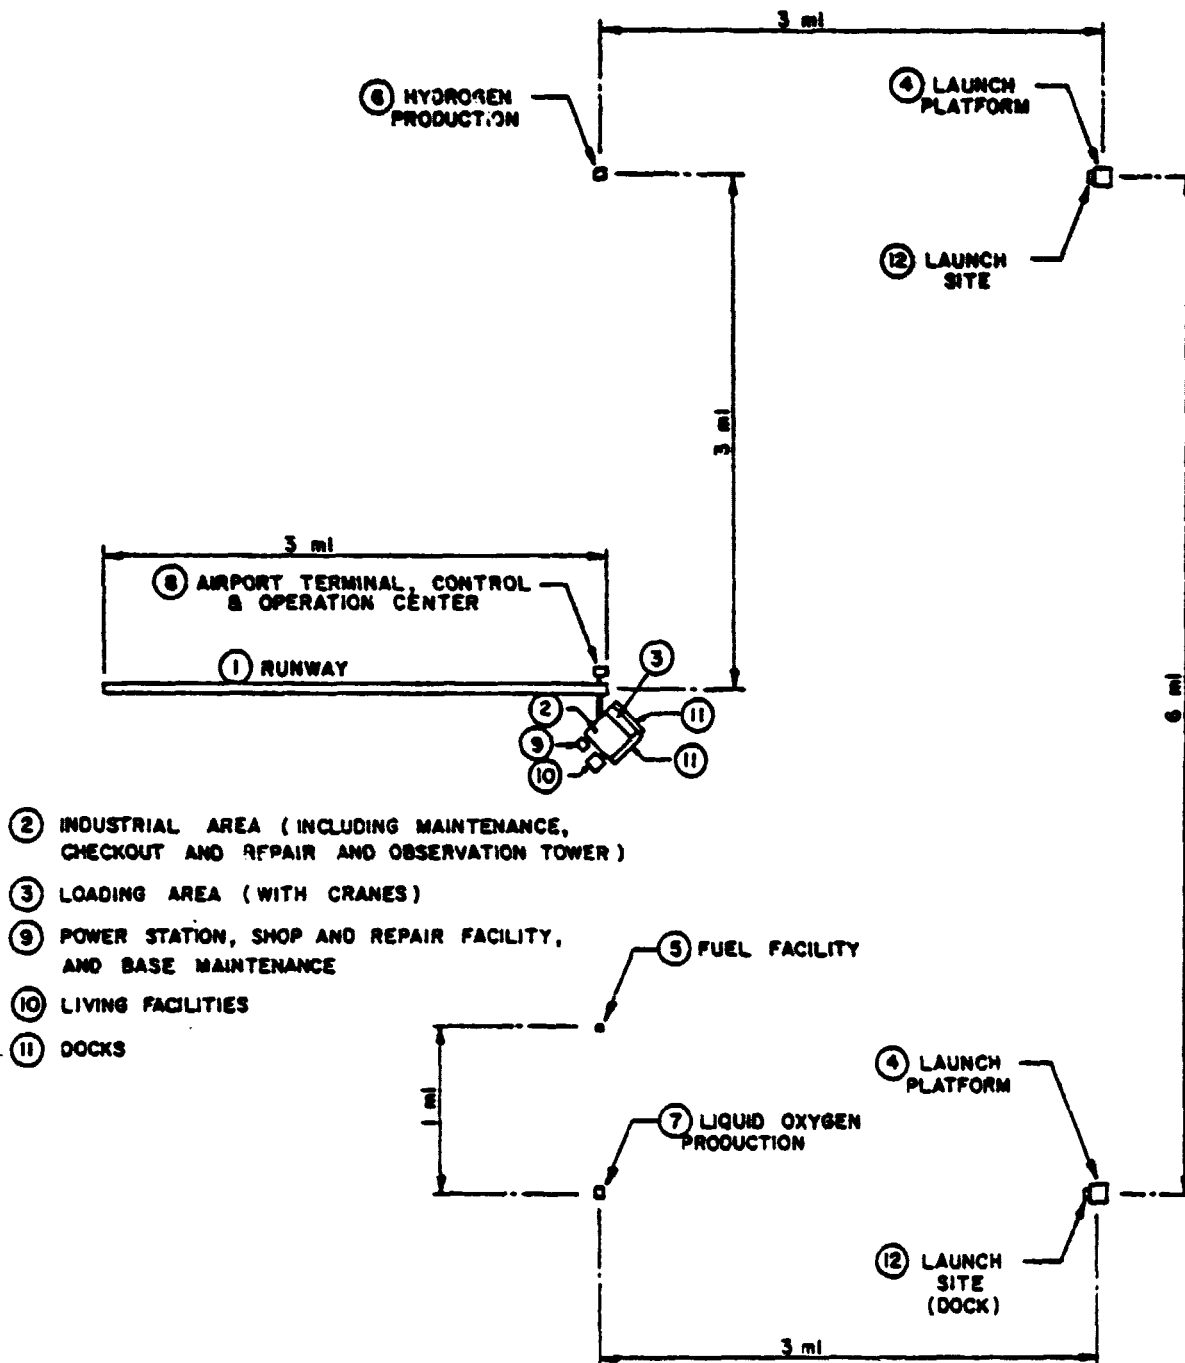 3 mi
6 HYDROGEN
PRODUCTION
4 LAUNCH
PLATFORM
12 LAUNCH
SITE
3 mi
3 mi
8 AIRPORT TERMINAL, CONTROL
& OPERATION CENTER
1 RUNWAY
3
2
11
9
11
10
6 mi
2 INDUSTRIAL AREA (INCLUDING MAINTENANCE,
CHECKOUT AND REPAIR AND OBSERVATION TOWER)
3 LOADING AREA (WITH CRANES)
9 POWER STATION, SHOP AND REPAIR FACILITY,
AND BASE MAINTENANCE
10 LIVING FACILITIES
11 DOCKS
5 FUEL FACILITY
1 mi
4 LAUNCH
PLATFORM
7 LIQUID OXYGEN
PRODUCTION
12 LAUNCH
SITE
(DOCK)
3 mi